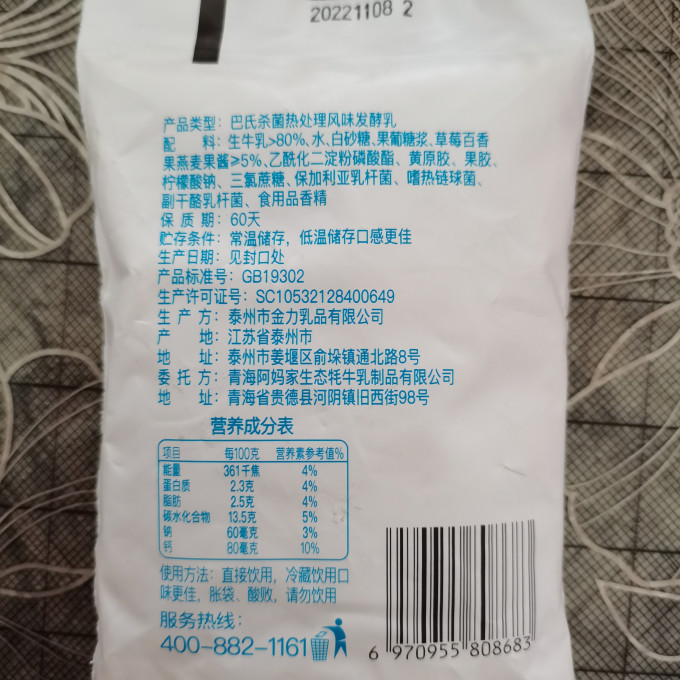 20221108 2
产品类型：巴氏杀菌热处理风味发酵乳
配 料：生牛乳>80%、水、白砂糖、果葡糖浆、草莓百香
果燕麦果酱≥5%、乙酰化二淀粉磷酸酯、黄原胶、果胶、
柠檬酸钠、三氯蔗糖、保加利亚乳杆菌、嗜热链球菌、
副干酪乳杆菌、食用品香精
保 质 期：60天
贮存条件：常温储存，低温储存口感更佳
生产日期：见封口处
产品标准号：GB19302
生产许可证号：SC10532128400649
生 产 方：泰州市金力乳品有限公司
产 地：江苏省泰州市
地 址：泰州市姜堰区俞垛镇通北路8号
委 托 方：青海阿妈家生态牦牛乳制品有限公司
地 址：青海省贵德县河阴镇旧西街98号
营养成分表
项目 每100克 营养素参考值%
能量 361千焦 4%
蛋白质 2.3克 4%
脂肪 2.5克 4%
碳水化合物 13.5克 5%
钠 60毫克 3%
钙 80毫克 10%
使用方法：直接饮用，冷藏饮用口
味更佳，胀袋、酸败，请勿饮用
服务热线：
400-882-1161
6 970955 808683